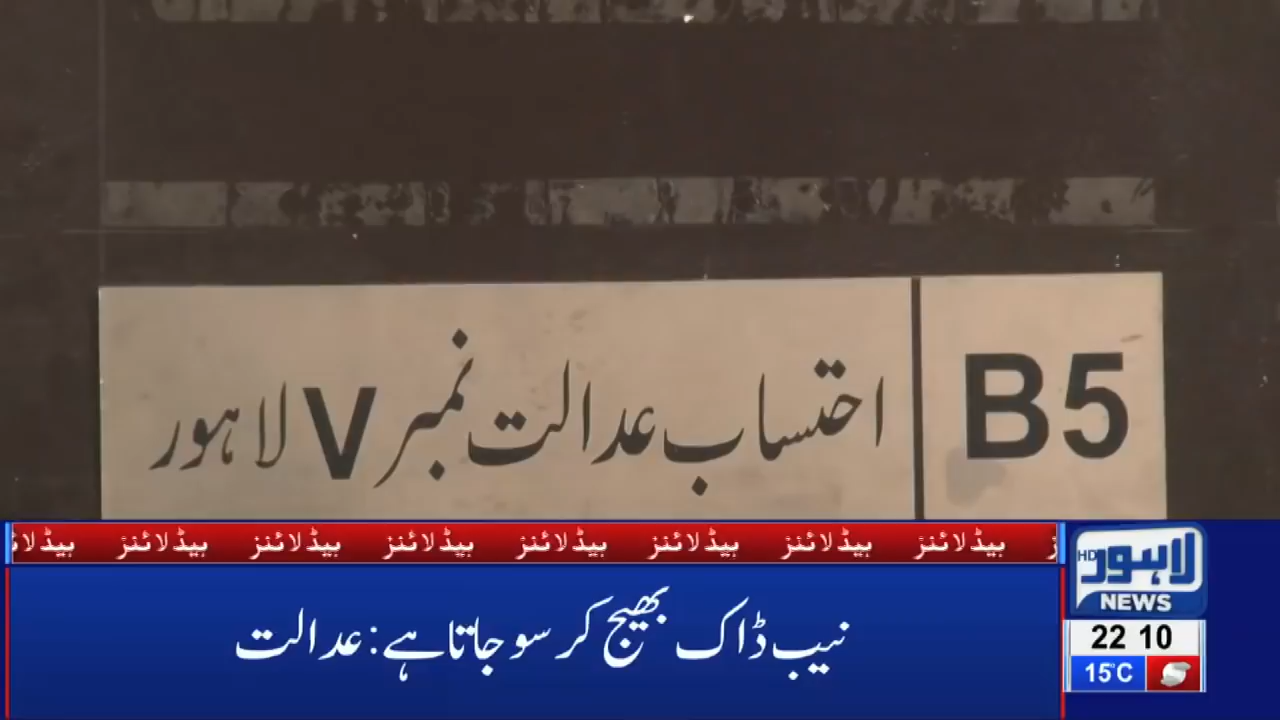 B5
احتساب عدالت نمبر V لاہور
ہیڈلائنز ہیڈلائنز ہیڈلائنز ہیڈلائنز ہیڈلائنز ہیڈلائنز ہیڈلائنز
نیب ڈاک بھیج کر سو جاتا ہے: عدالت
لاہور HD
NEWS
22 10
15°C